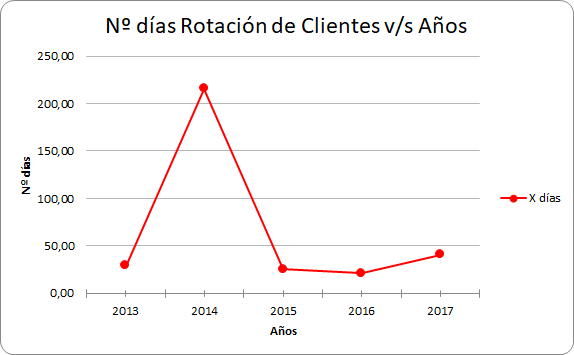 Nº días Rotación de Clientes v/s Años
250,00
200,00
150,00
100,00
50,00
0,00
Nº días
2013 2014 2015 2016 2017
Años
X días